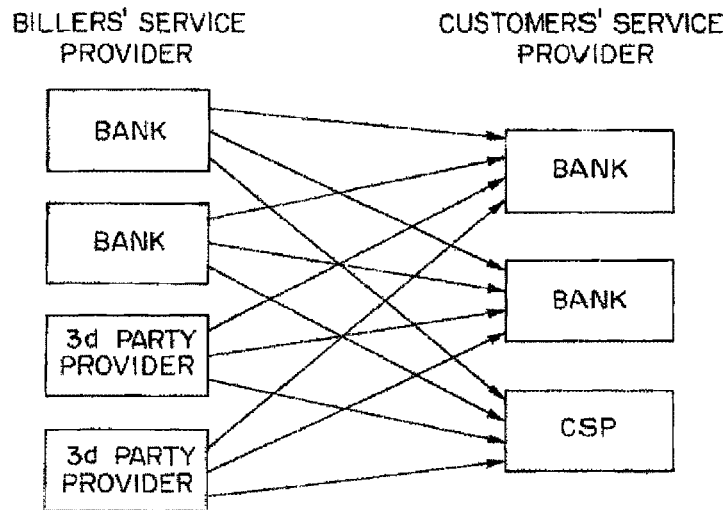 BILLERS' SERVICE
PROVIDER
CUSTOMERS' SERVICE
PROVIDER
BANK
BANK
3d PARTY
PROVIDER
3d PARTY
PROVIDER
BANK
BANK
CSP